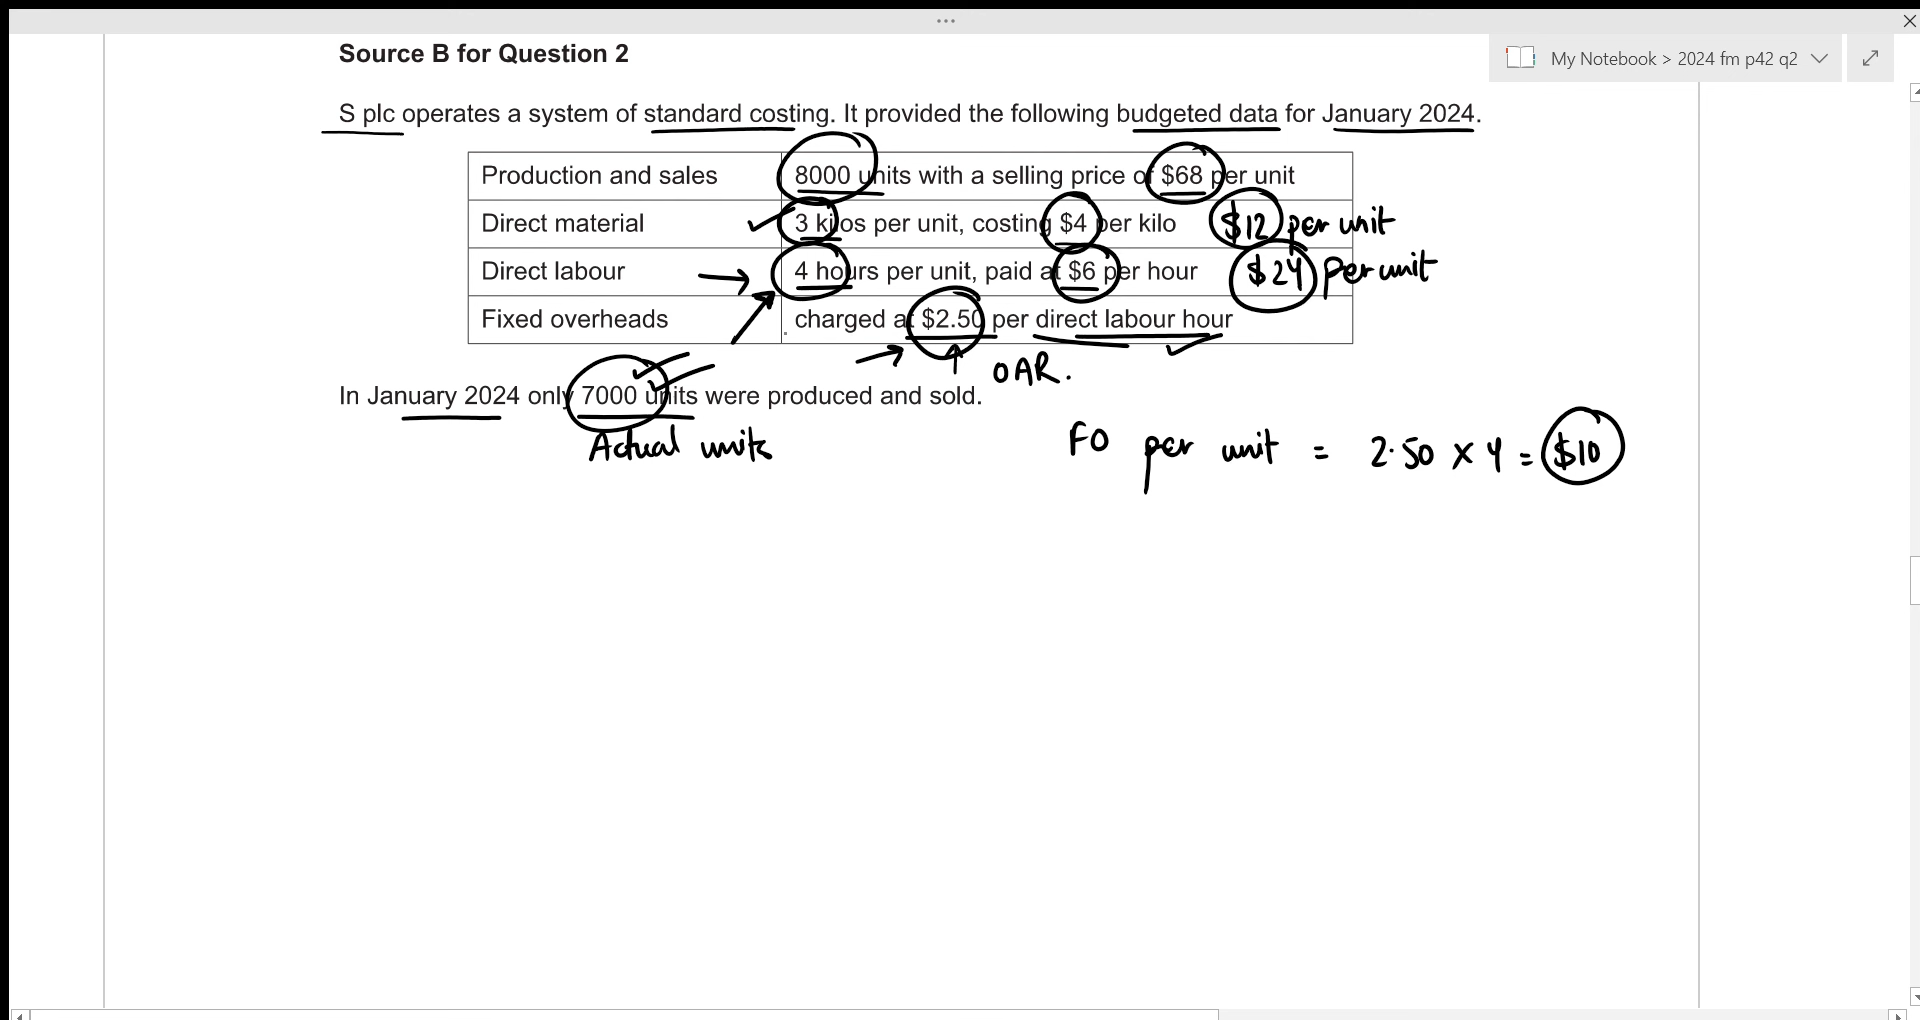 ...
Source B for Question 2
My Notebook > 2024 fm p42 q2
S plc operates a system of standard costing. It provided the following budgeted data for January 2024.
Production and sales 8000 units with a selling price of $68 per unit
Direct material 3 kilos per unit, costing $4 per kilo $12 per unit
Direct labour 4 hours per unit, paid at $6 per hour $24 per unit
Fixed overheads charged at $2.50 per direct labour hour
OAR.
In January 2024 only 7000 units were produced and sold.
Actual units
FO per unit = 2.50 x 4 = $10